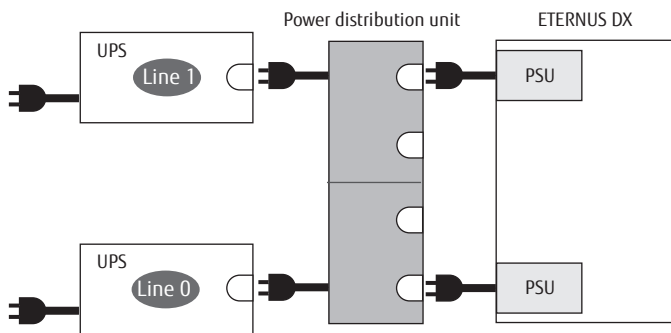 Power distribution unit
ETERNUS DX
UPS
Line 1
PSU
UPS
Line 0
PSU